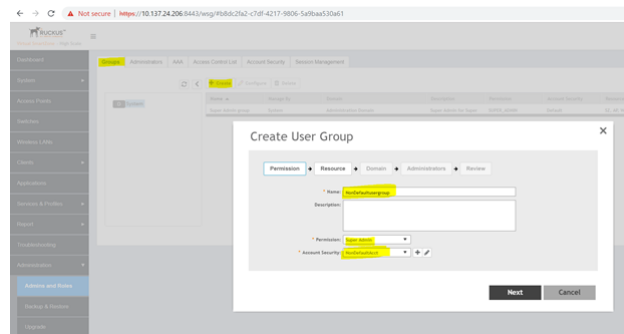 Not secure | https://10.137.24.206:8443/wsg/#b8dc2fa2-c7df-4217-9806-5a9baa530a61
RUCKUS
Dashboard
Groups Administrators AAA Access Control List Account Security Session Management
System
Create Configure Delete
Access Points
Name
Domain
Switches
Wireless LANs
Clients
Create User Group
Applications
Permission Resource Domain Administrators Review
Services & Profiles
* Name: NonDefaultusergroup
Description:
Report
Troubleshooting
* Permission: Super Admin
* Account Security:
Administration
Admins and Roles
Next Cancel
Backup & Restore
Upgrade